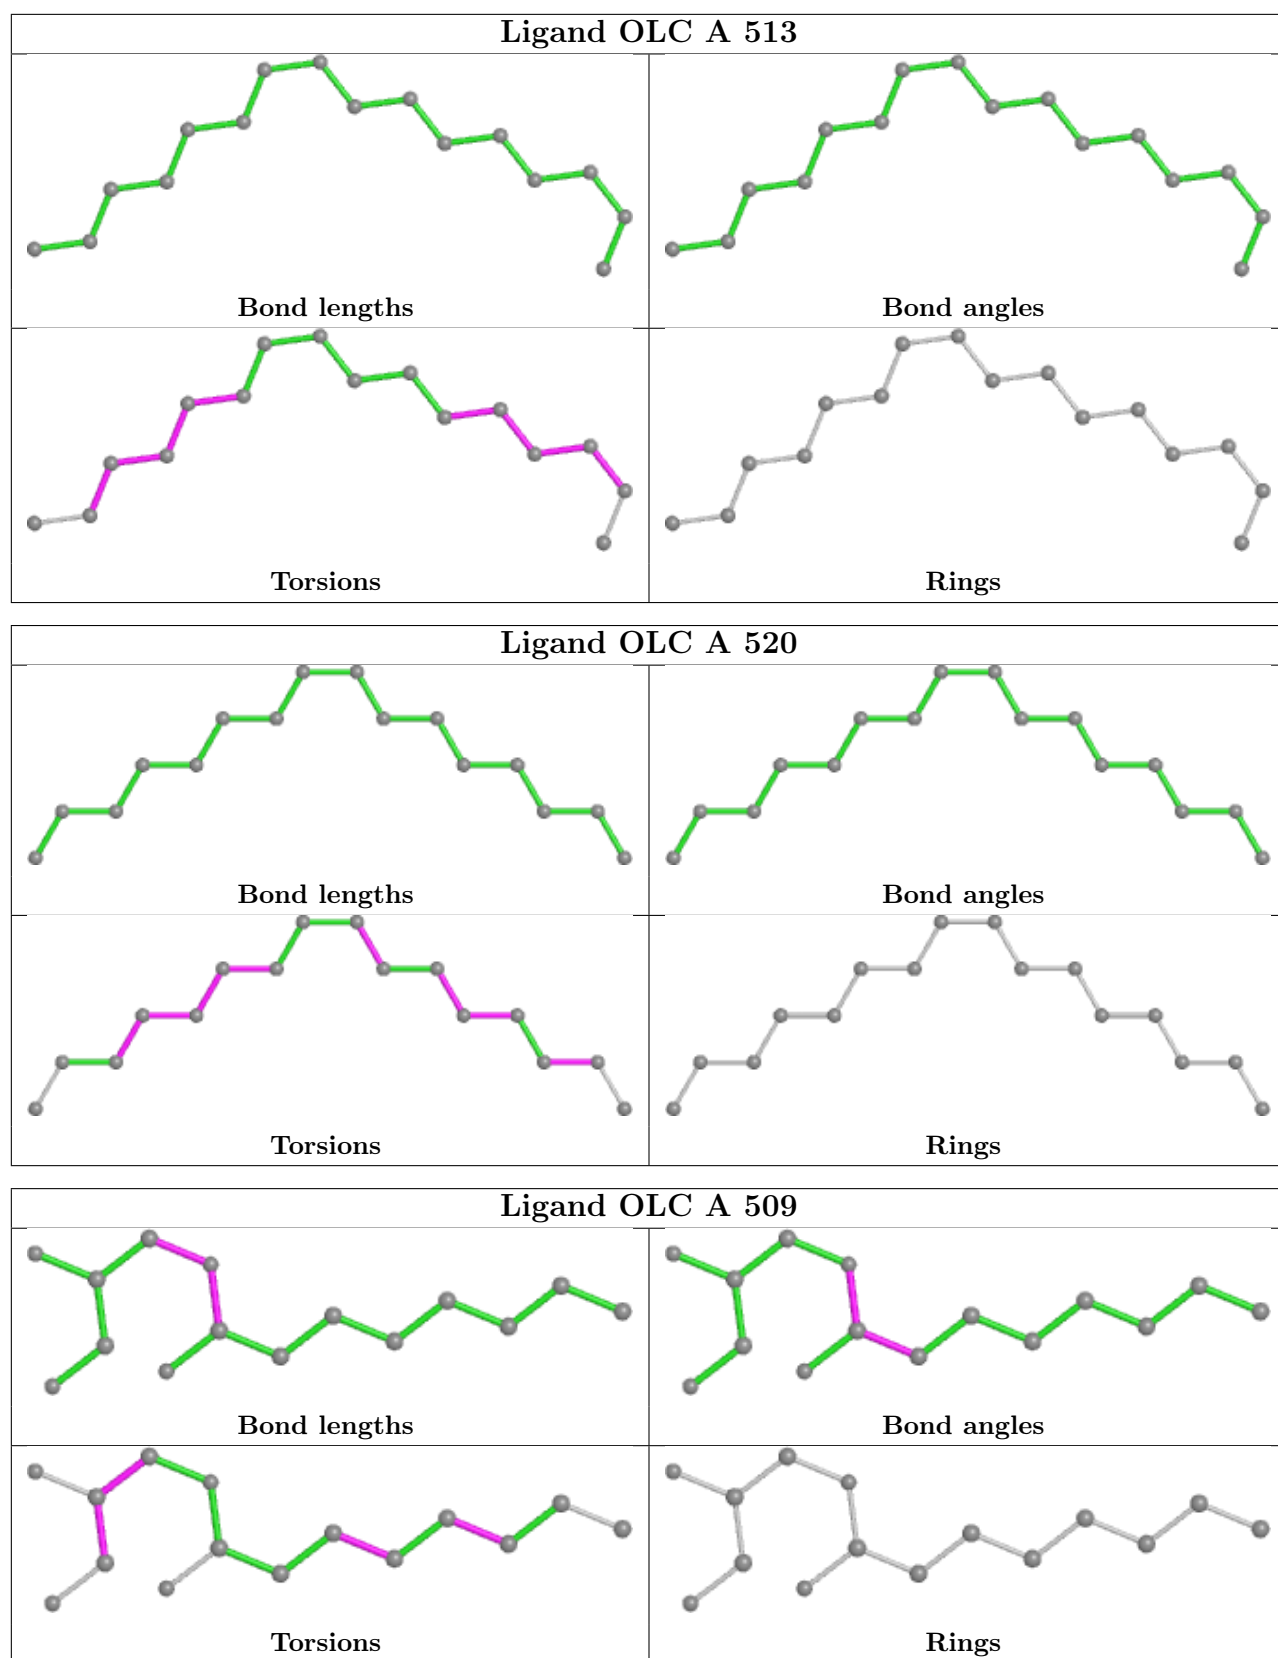 Ligand OLC A 513
Bond lengths
Bond angles
Torsions
Rings
Ligand OLC A 520
Bond lengths
Bond angles
Torsions
Rings
Ligand OLC A 509
Bond lengths
Bond angles
Torsions
Rings